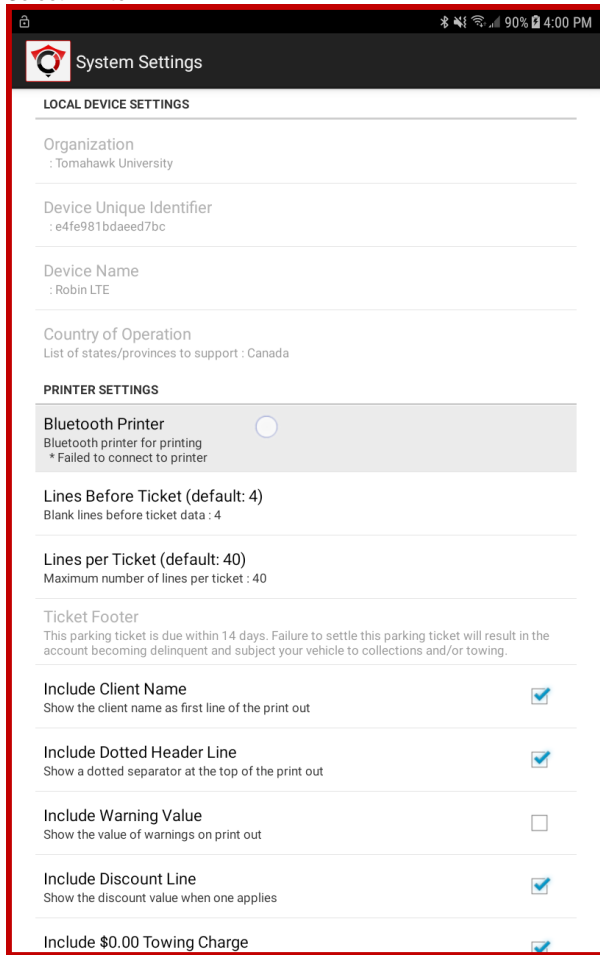 90% 4:00 PM
System Settings
LOCAL DEVICE SETTINGS
Organization
: Tomahawk University
Device Unique Identifier
: e4fe981bdaeed7bc
Device Name
: Robin LTE
Country of Operation
List of states/provinces to support : Canada
PRINTER SETTINGS
Bluetooth Printer
Bluetooth printer for printing
* Failed to connect to printer
Lines Before Ticket (default: 4)
Blank lines before ticket data : 4
Lines per Ticket (default: 40)
Maximum number of lines per ticket : 40
Ticket Footer
This parking ticket is due within 14 days. Failure to settle this parking ticket will result in the
account becoming delinquent and subject your vehicle to collections and/or towing.
Include Client Name
Show the client name as first line of the print out
Include Dotted Header Line
Show a dotted separator at the top of the print out
Include Warning Value
Show the value of warnings on print out
Include Discount Line
Show the discount value when one applies
Include $0.00 Towing Charge